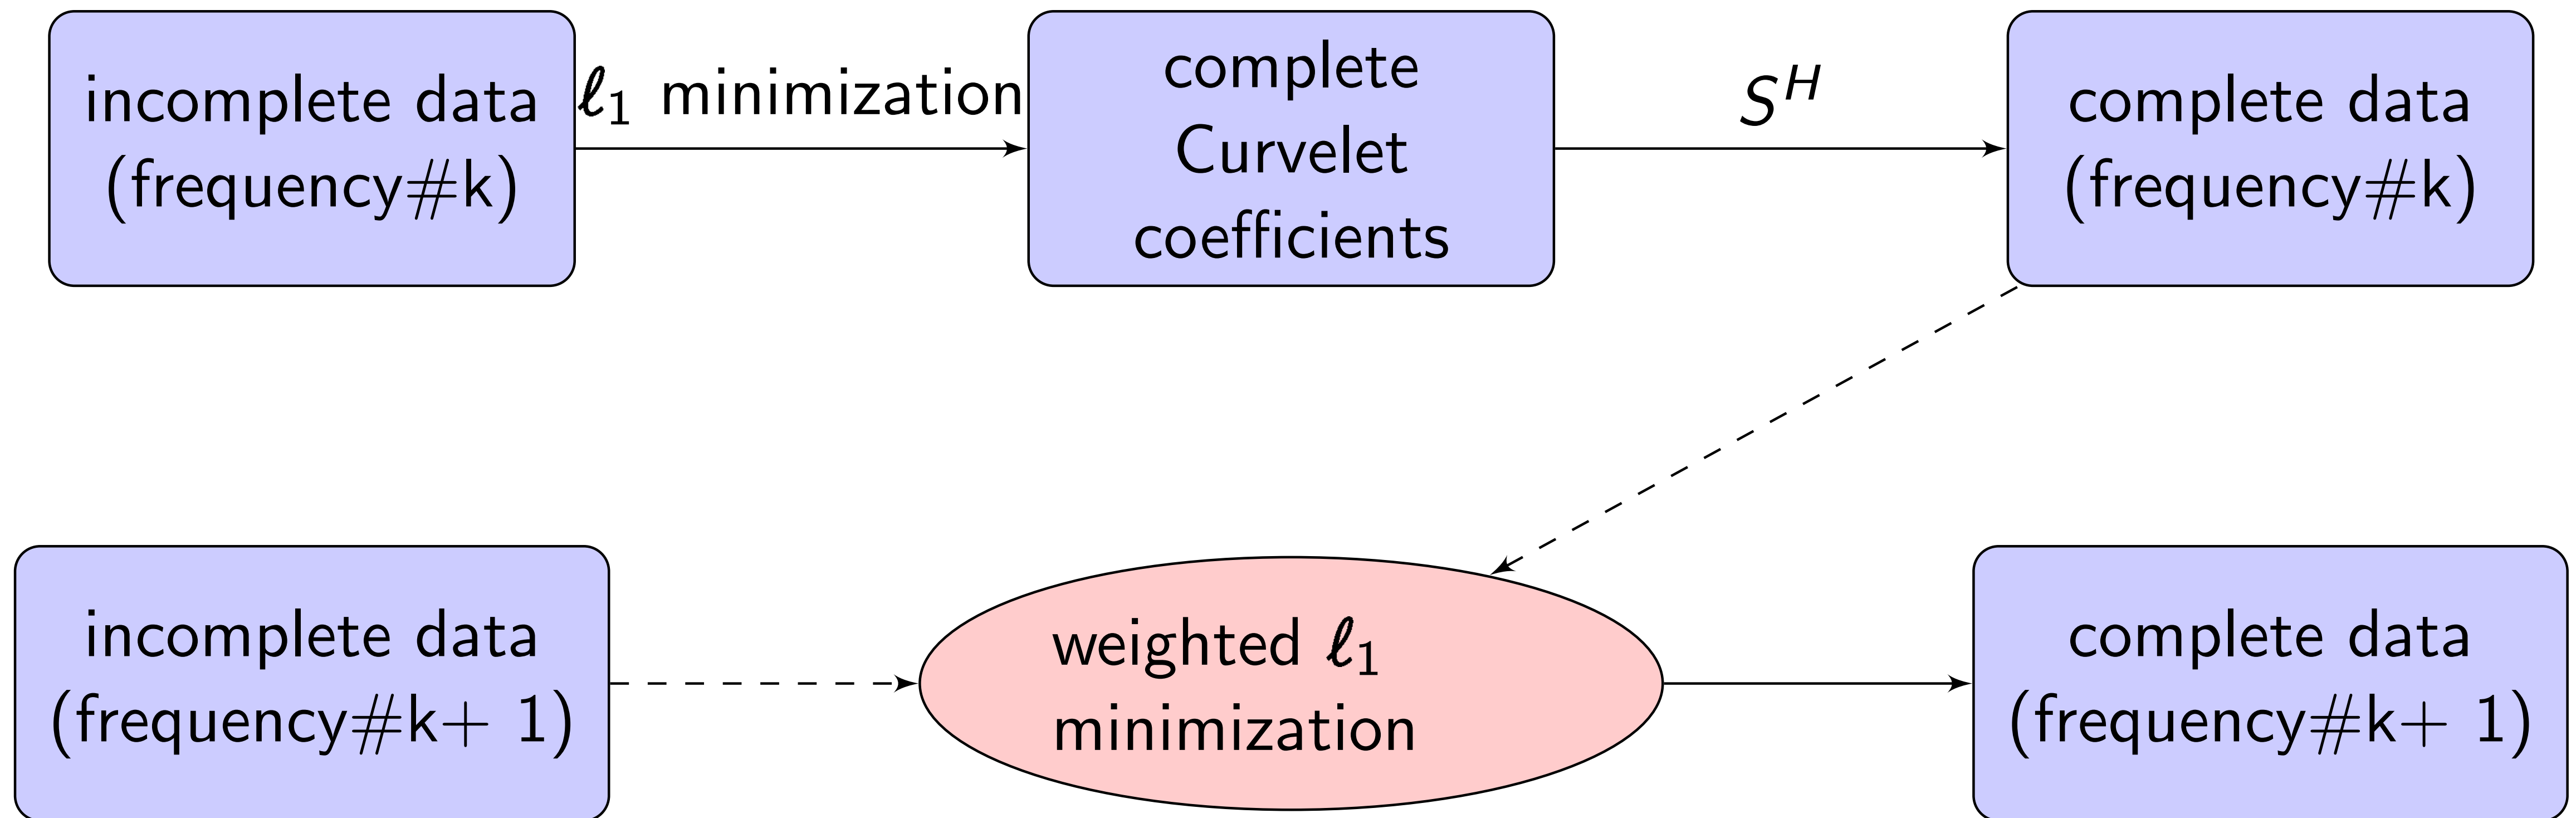 incomplete data
(frequency#k)
ℓ₁ minimization
complete
Curvelet
coefficients
Sᴴ
complete data
(frequency#k)
incomplete data
(frequency#k+ 1)
weighted ℓ₁
minimization
complete data
(frequency#k+ 1)